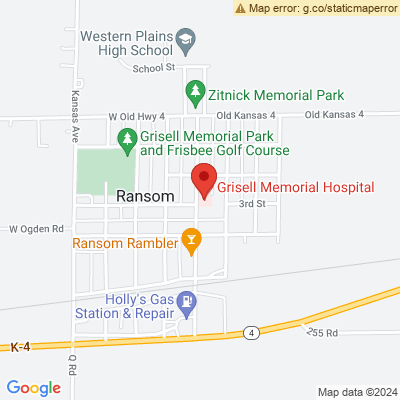 Map error: g.co/staticmaperror
Western Plains
High School
School St
Zitnick Memorial Park
W Old Hwy 4
Old Kansas 4
Old Kansas 4
Kansas Ave
Grisell Memorial Park
and Frisbee Golf Course
Grisell Memorial Hospital
Ransom
3rd St
W Ogden Rd
Ransom Rambler
Holly's Gas
Station & Repair
4
255 Rd
K-4
Q Rd
Google
Map data ©2024